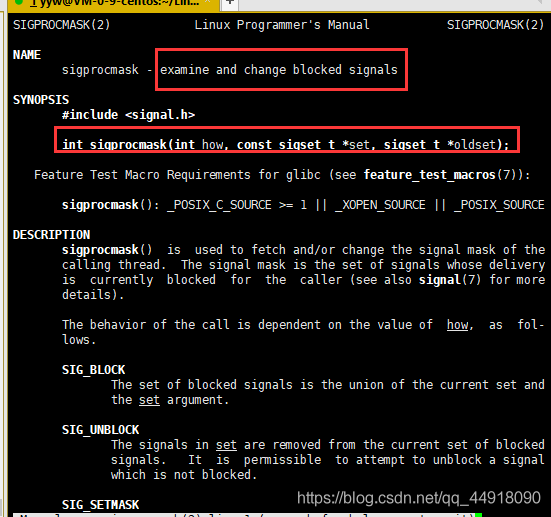 1 yyw@VM-0-9-centos:~/Lin...
SIGPROCMASK(2) Linux Programmer's Manual SIGPROCMASK(2)
NAME
sigprocmask - examine and change blocked signals
SYNOPSIS
#include <signal.h>
int sigprocmask(int how, const sigset_t *set, sigset_t *oldset);
Feature Test Macro Requirements for glibc (see feature_test_macros(7)):
sigprocmask(): _POSIX_C_SOURCE >= 1 || _XOPEN_SOURCE || _POSIX_SOURCE
DESCRIPTION
sigprocmask() is used to fetch and/or change the signal mask of the
calling thread. The signal mask is the set of signals whose delivery
is currently blocked for the caller (see also signal(7) for more
details).
The behavior of the call is dependent on the value of how, as fol-
lows.
SIG_BLOCK
The set of blocked signals is the union of the current set and
the set argument.
SIG_UNBLOCK
The signals in set are removed from the current set of blocked
signals. It is permissible to attempt to unblock a signal
which is not blocked.
SIG_SETMASK
https://blog.csdn.net/qq_44918090